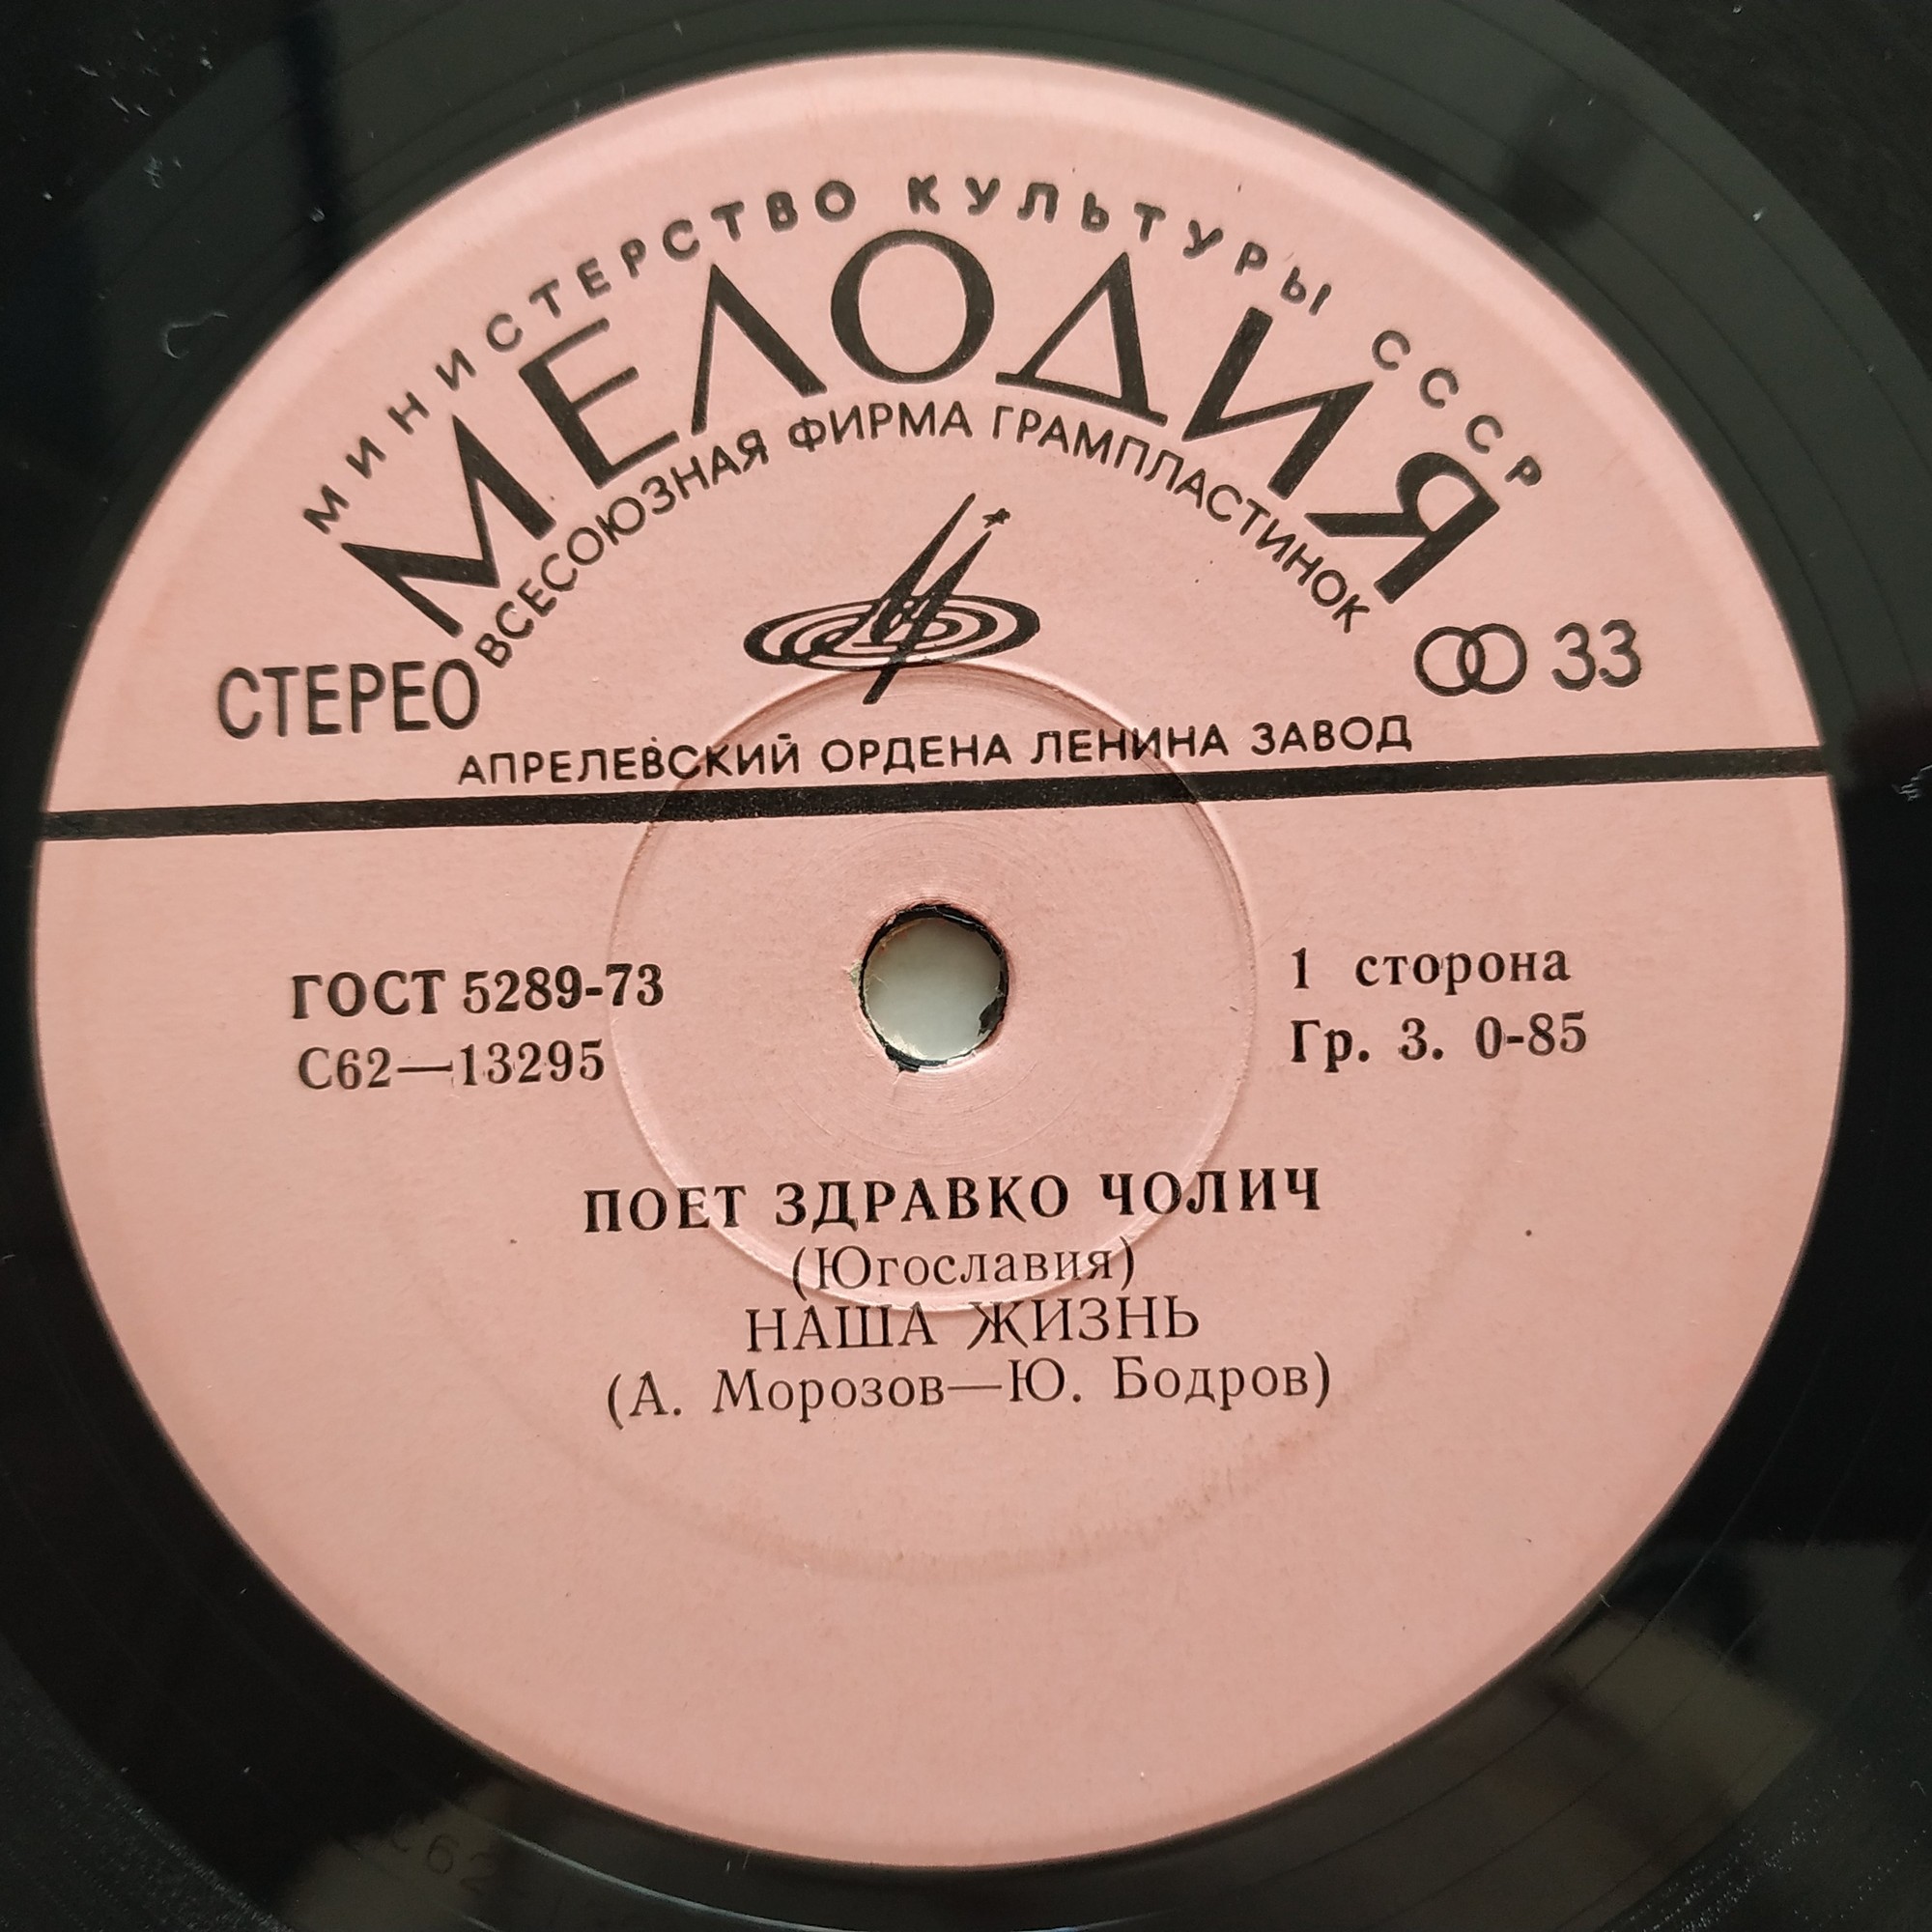 МИНИСТЕРСТВО КУЛЬТУРЫ СССР
МЕЛОДИЯ
ВСЕСОЮЗНАЯ ФИРМА ГРАМПЛАСТИНОК
СТЕРЕО
33
АПРЕЛЕВСКИЙ ОРДЕНА ЛЕНИНА ЗАВОД
ГОСТ 5289-73
С62—13295
1 сторона
Гр. 3. 0-85
ПОЕТ ЗДРАВКО ЧОЛИЧ
(Югославия)
НАША ЖИЗНЬ
(А. Морозов—Ю. Бодров)